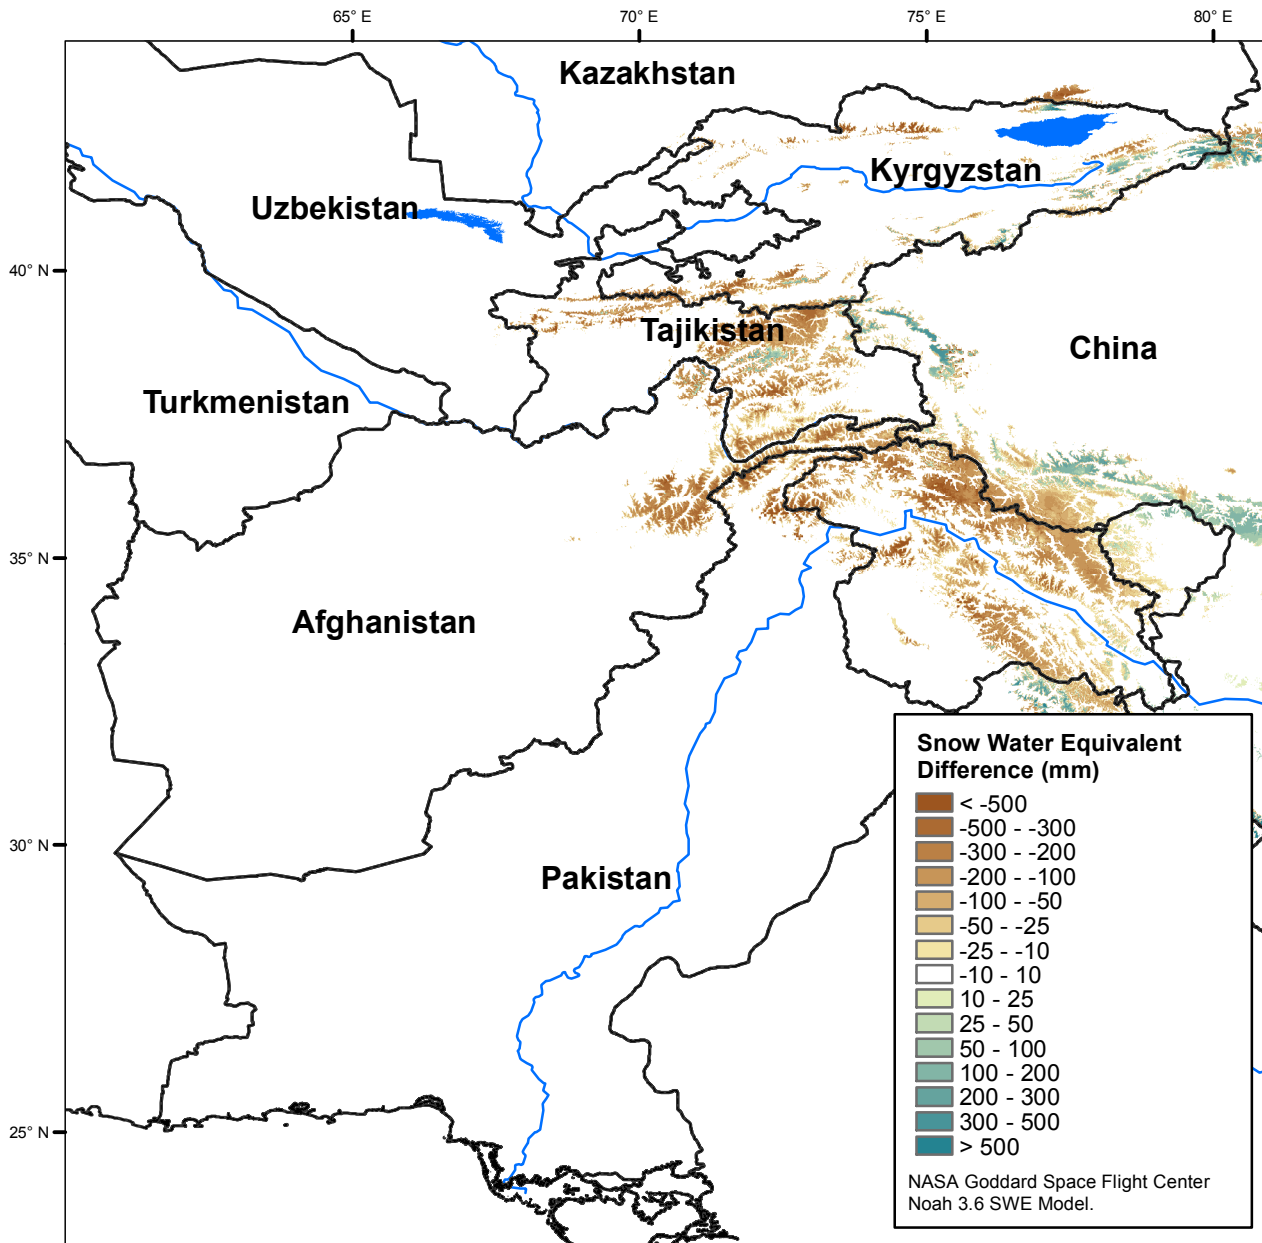 65° E
70° E
75° E
80° E
Kazakhstan
Kyrgyzstan
Uzbekistan
40° N
Tajikistan
China
Turkmenistan
35° N
Afghanistan
30° N
Pakistan
25° N
Snow Water Equivalent
Difference (mm)
< -500
-500 - -300
-300 - -200
-200 - -100
-100 - -50
-50 - -25
-25 - -10
-10 - 10
10 - 25
25 - 50
50 - 100
100 - 200
200 - 300
300 - 500
> 500
NASA Goddard Space Flight Center
Noah 3.6 SWE Model.